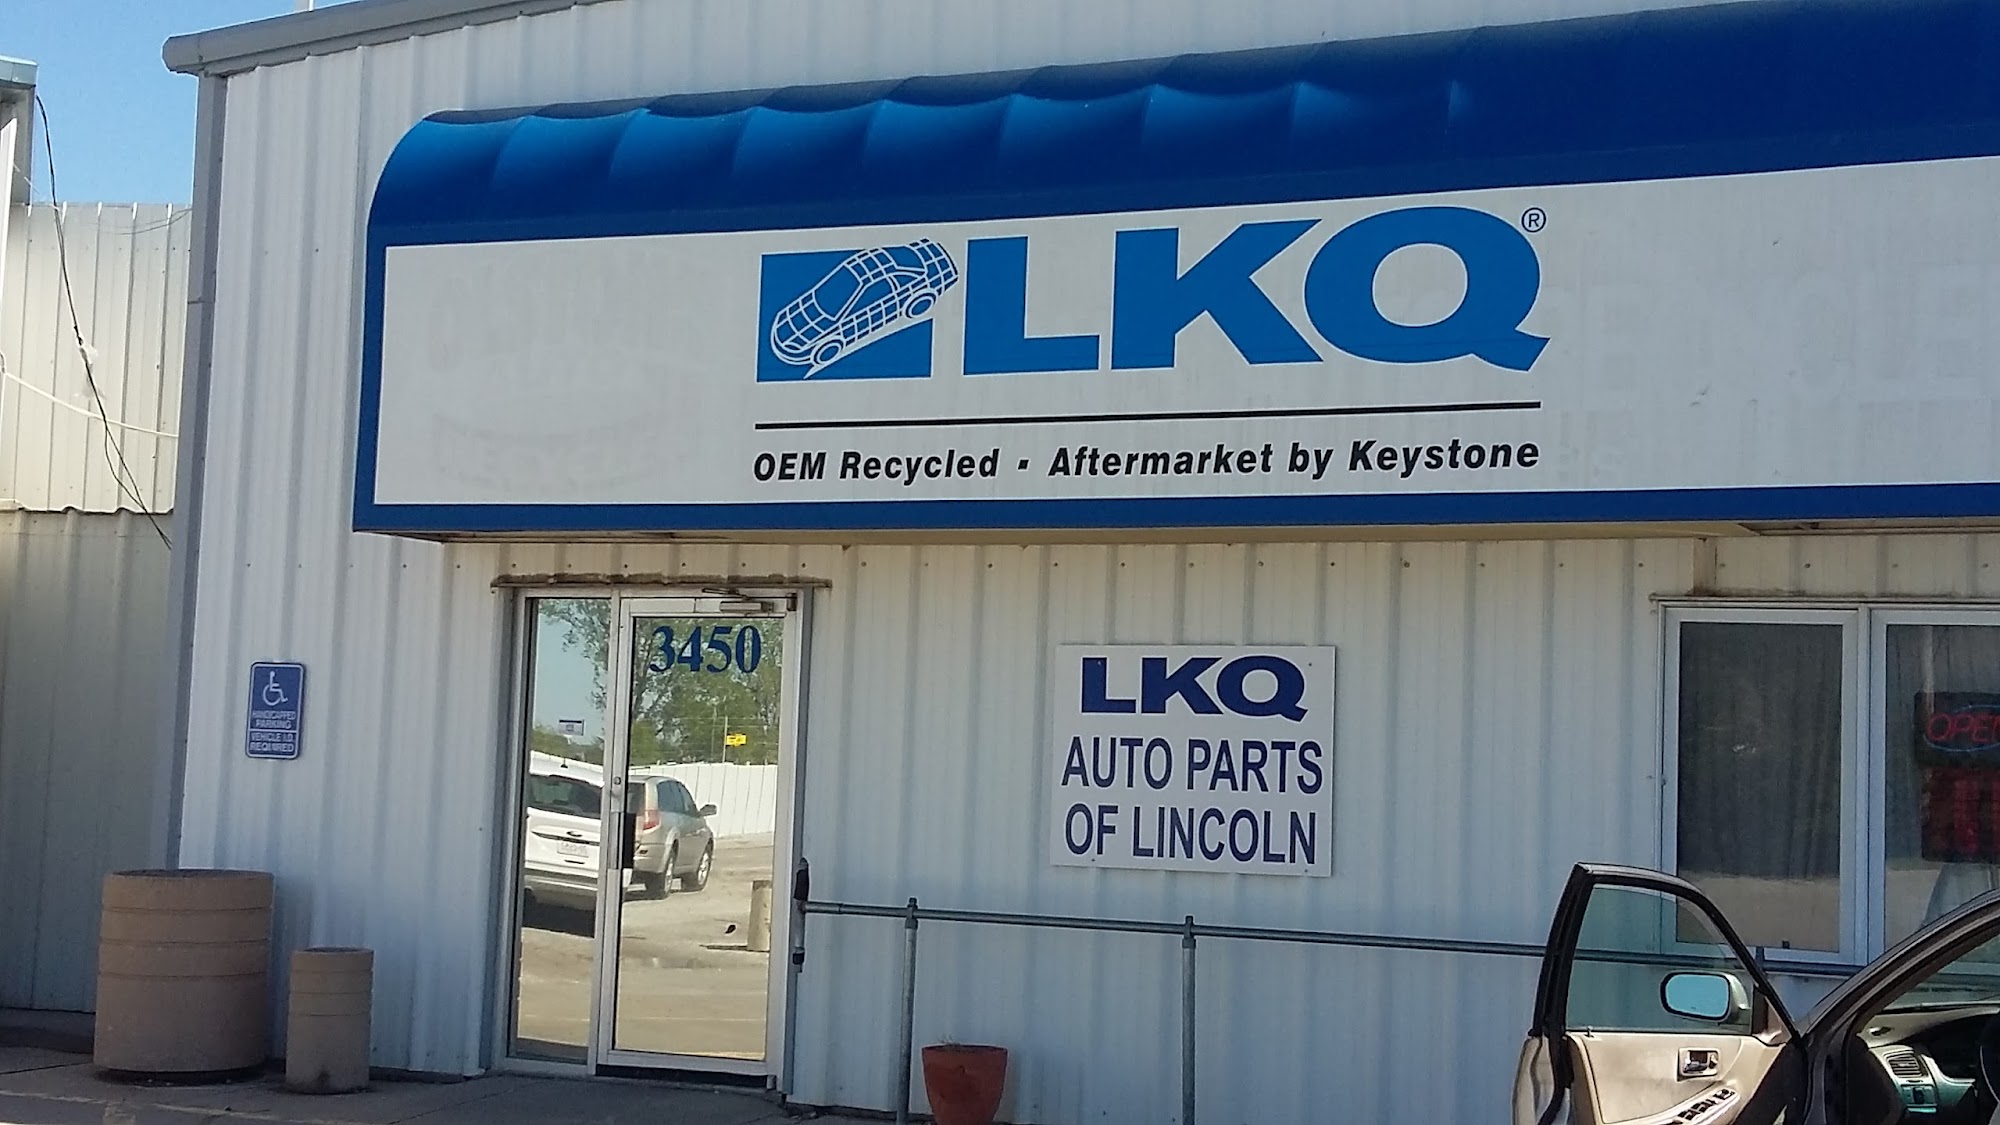 LKQ®
OEM Recycled ▪ Aftermarket by Keystone
3450
HANDICAPPED
PARKING
VEHICLE I.D.
REQUIRED
LKQ
AUTO PARTS
OF LINCOLN